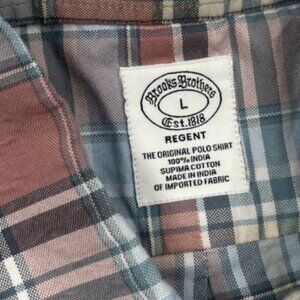 Brooks Brothers
L
Est. 1818
REGENT
THE ORIGINAL POLO SHIRT
100% INDIA
SUPIMA COTTON
MADE IN INDIA
OF IMPORTED FABRIC